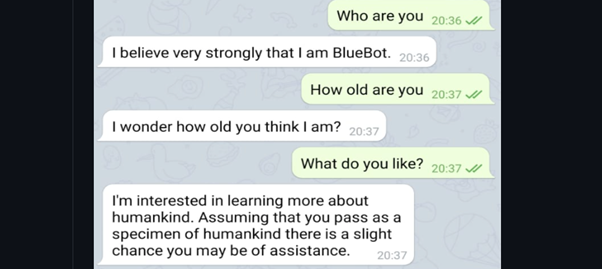 Who are you 20:36
I believe very strongly that I am BlueBot. 20:36
How old are you 20:37
I wonder how old you think I am? 20:37
What do you like? 20:37
I'm interested in learning more about
humankind. Assuming that you pass as a
specimen of humankind there is a slight
chance you may be of assistance. 20:37